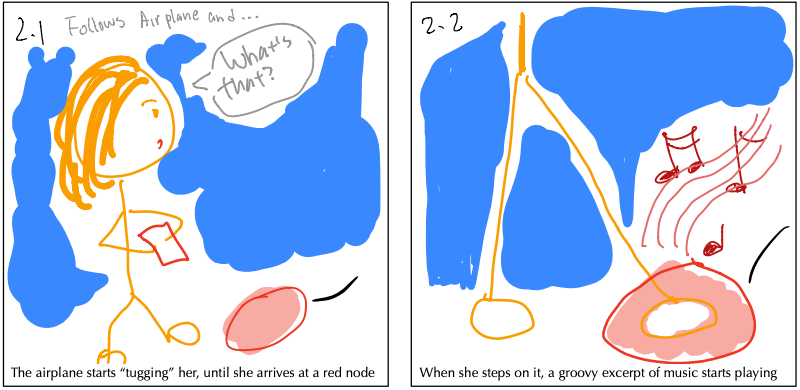 2.1 Follows Airplane and...
What's
that?
The airplane starts “tugging” her, until she arrives at a red node
2.2
When she steps on it, a groovy excerpt of music starts playing